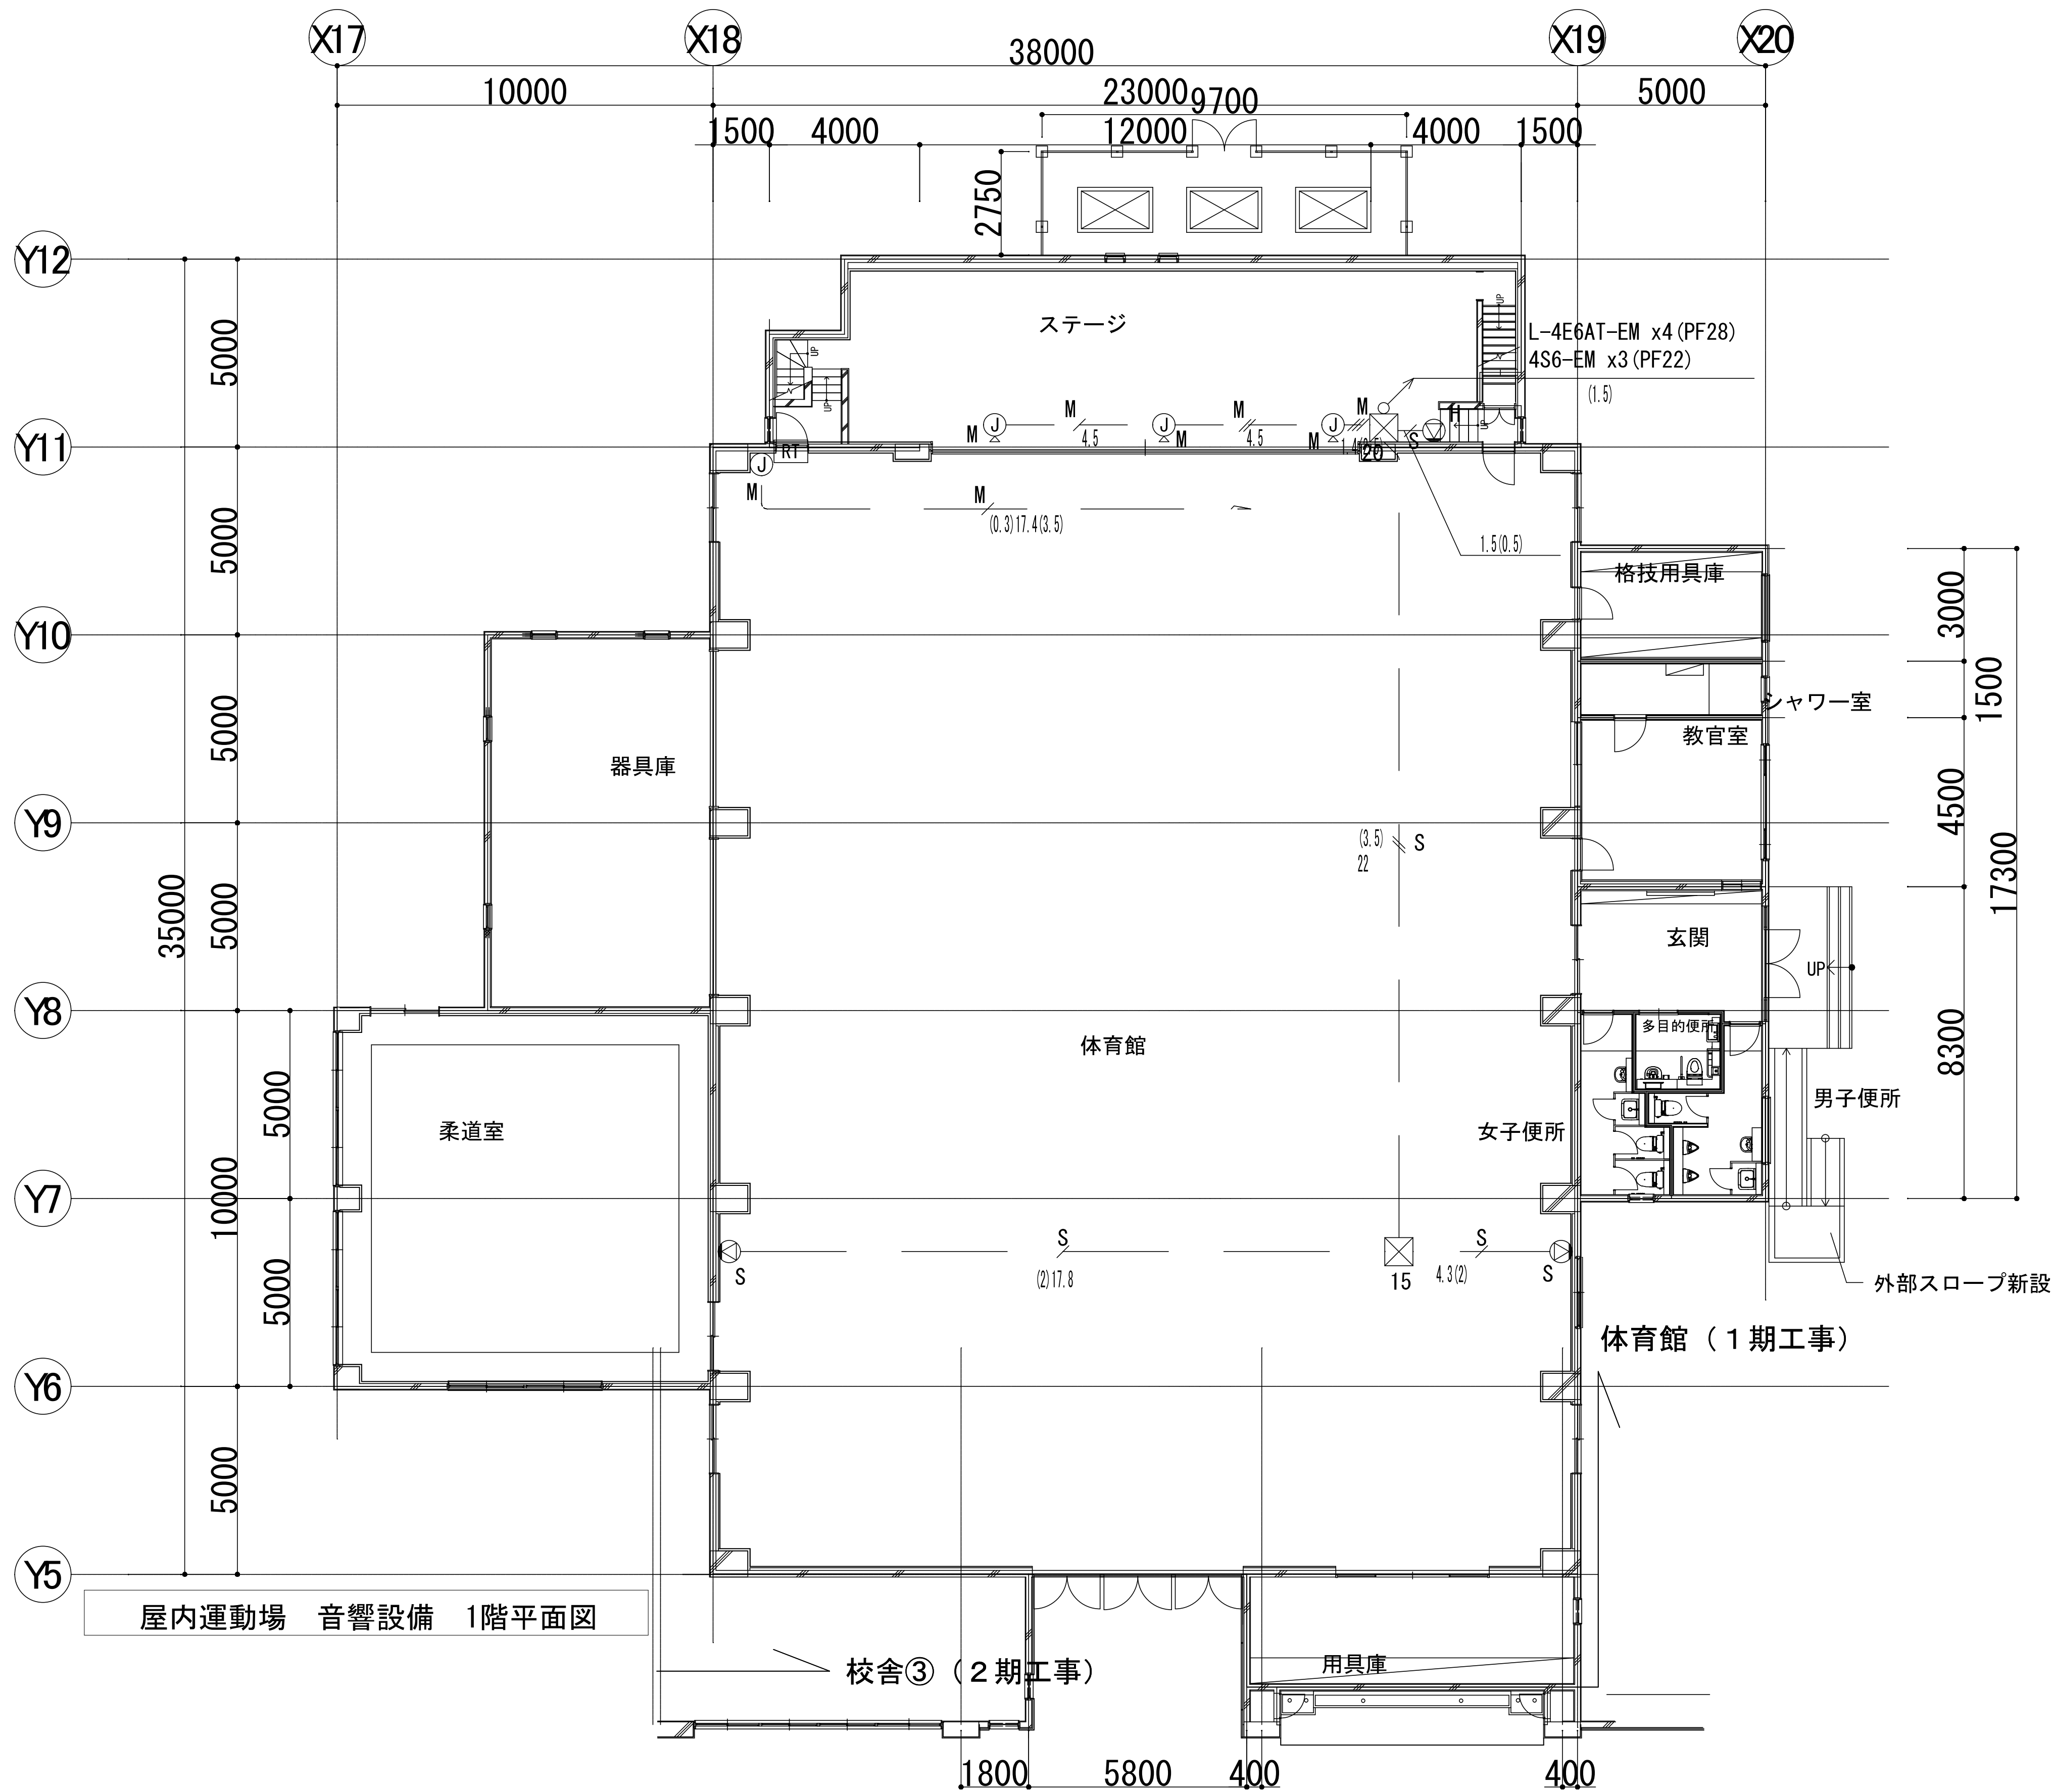 X17
X18
X19
X20
38000
10000
23000
5000
9700
1500
4000
12000
4000
1500
2750
Y12
Y11
Y10
Y9
Y8
Y7
Y6
Y5
35000
5000
5000
5000
5000
10000
5000
5000
5000
ステージ
UP
UP
UP
UP
L-4E6AT-EM x4(PF28)
4S6-EM x3(PF22)
(1.5)
M
M
M
J
J
J
M
M
M
4.5
4.5
20
S
H
RT
J
M
M
(0.3)17.4(3.5)
1.5(0.5)
格技用具庫
シャワー室
教官室
器具庫
(3.5)
22
S
玄関
UP
多目的便所
体育館
柔道室
女子便所
男子便所
3000
1500
4500
17300
8300
S
S
(2)17.8
15
S
4.3(2)
S
外部スロープ新設
体育館（１期工事）
屋内運動場　音響設備　1階平面図
校舎③（２期工事）
用具庫
1800
5800
400
400